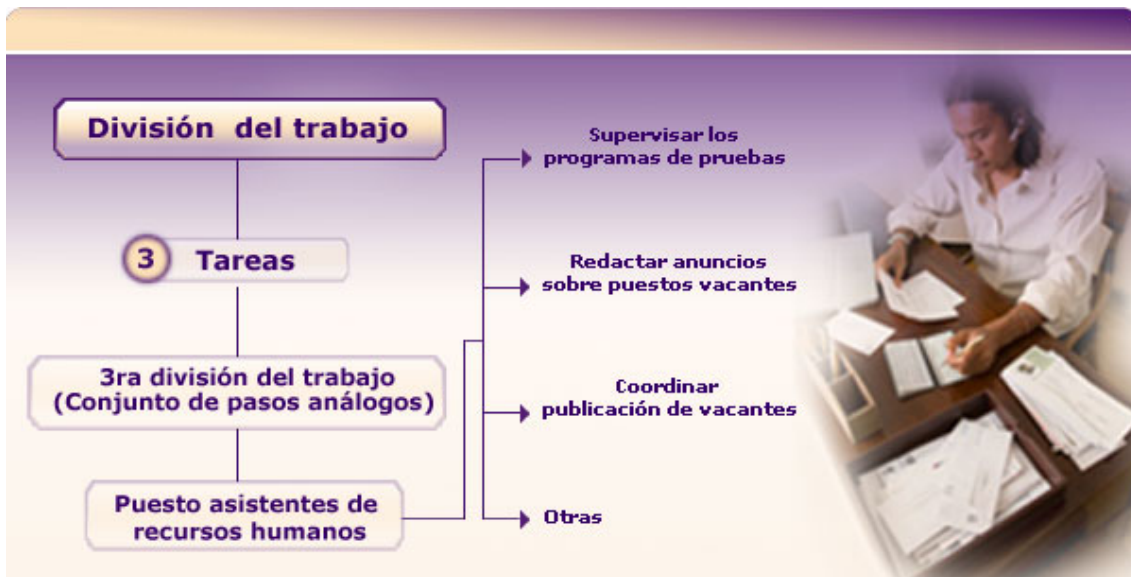 División del trabajo
3 Tareas
3ra división del trabajo
(Conjunto de pasos análogos)
Puesto asistentes de
recursos humanos
Supervisar los
programas de pruebas
Redactar anuncios
sobre puestos vacantes
Coordinar
publicación de vacantes
Otras